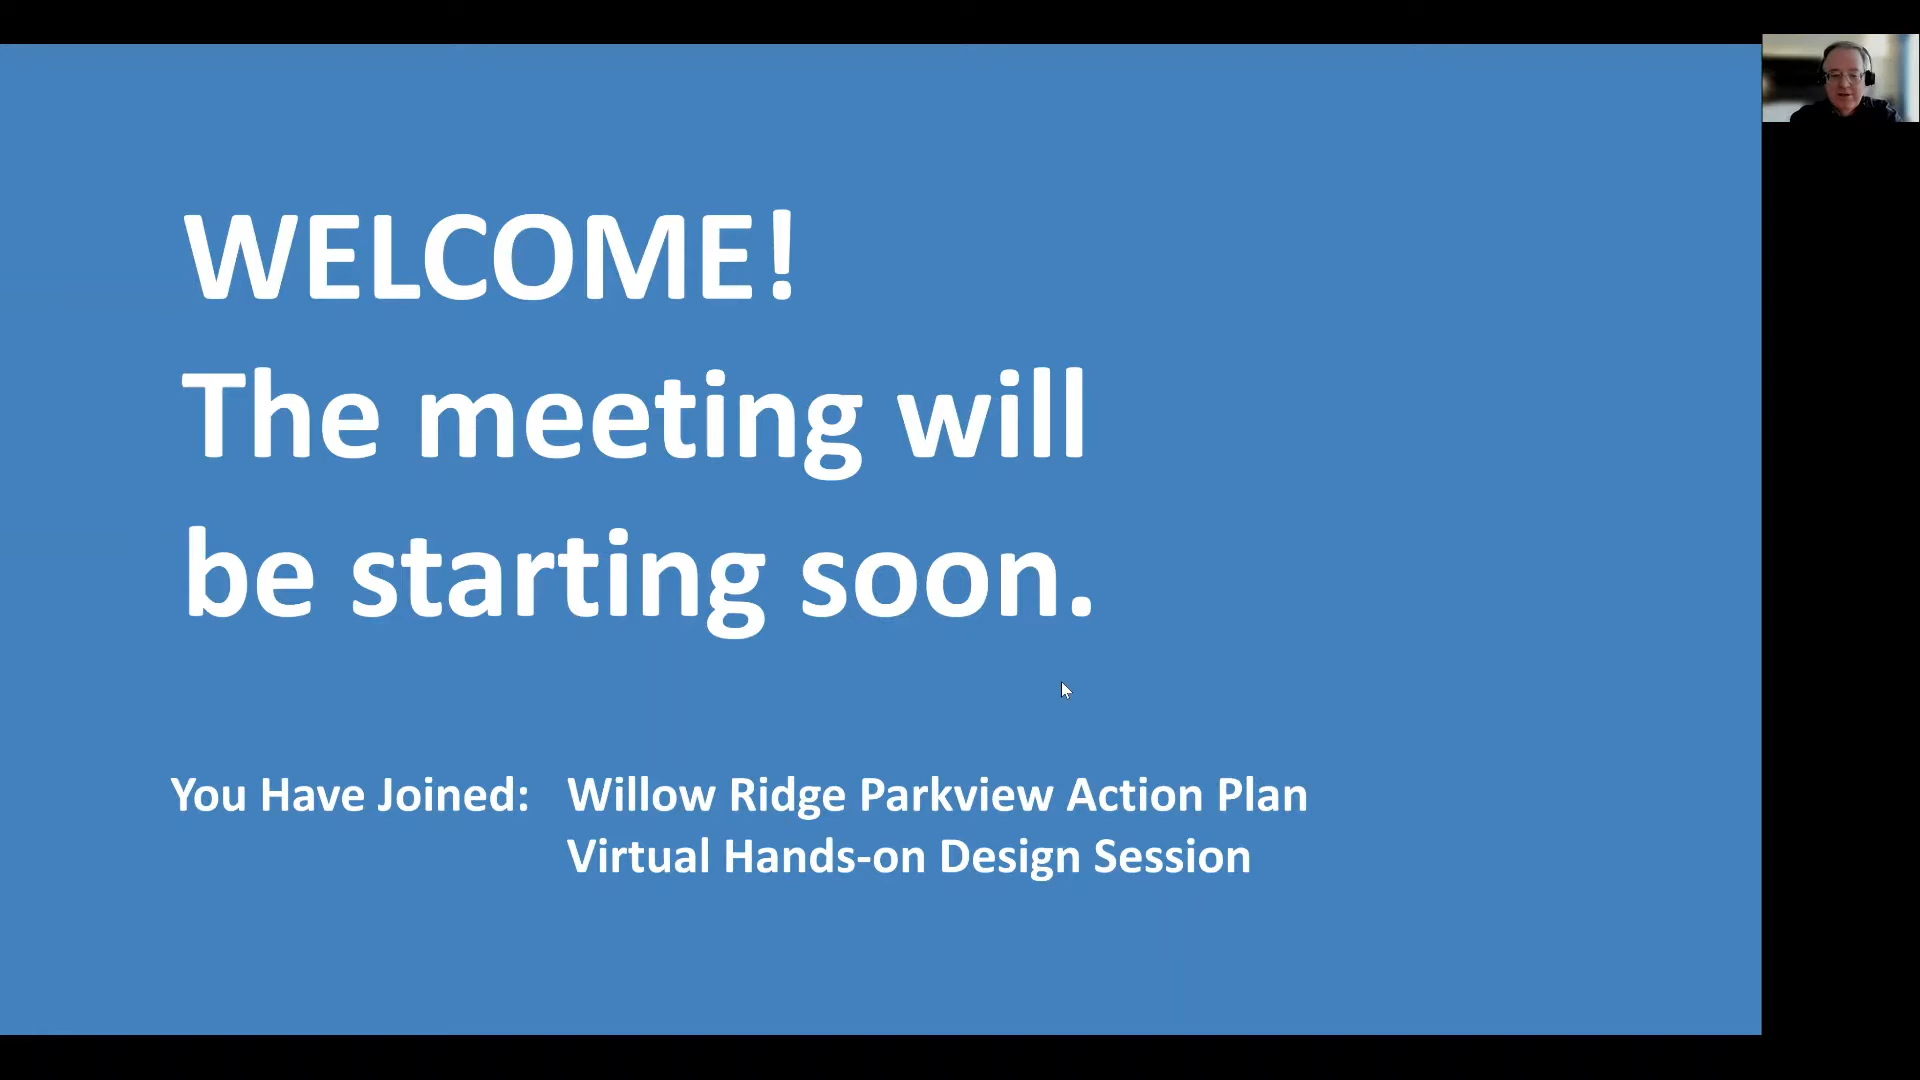 WELCOME!
The meeting will
be starting soon.
You Have Joined: Willow Ridge Parkview Action Plan
Virtual Hands-on Design Session